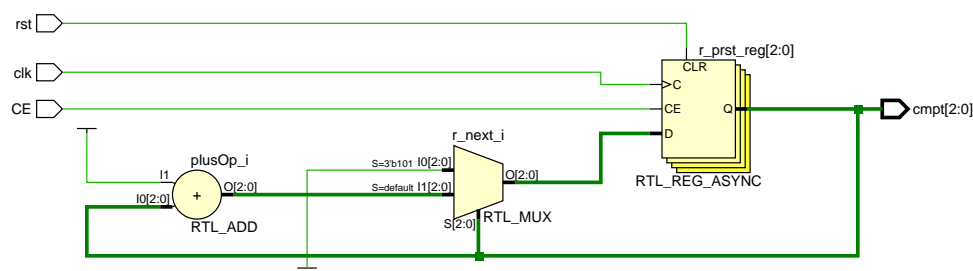 rst
r_prst_reg[2:0]
CLR
clk
C
CE
CE
Q
cmpt[2:0]
D
r_next_i
plusOp_i
S=3'b101 I0[2:0]
I1
O[2:0]
O[2:0]
S=default I1[2:0]
I0[2:0]
+
RTL_REG_ASYNC
S[2:0]
RTL_MUX
RTL_ADD